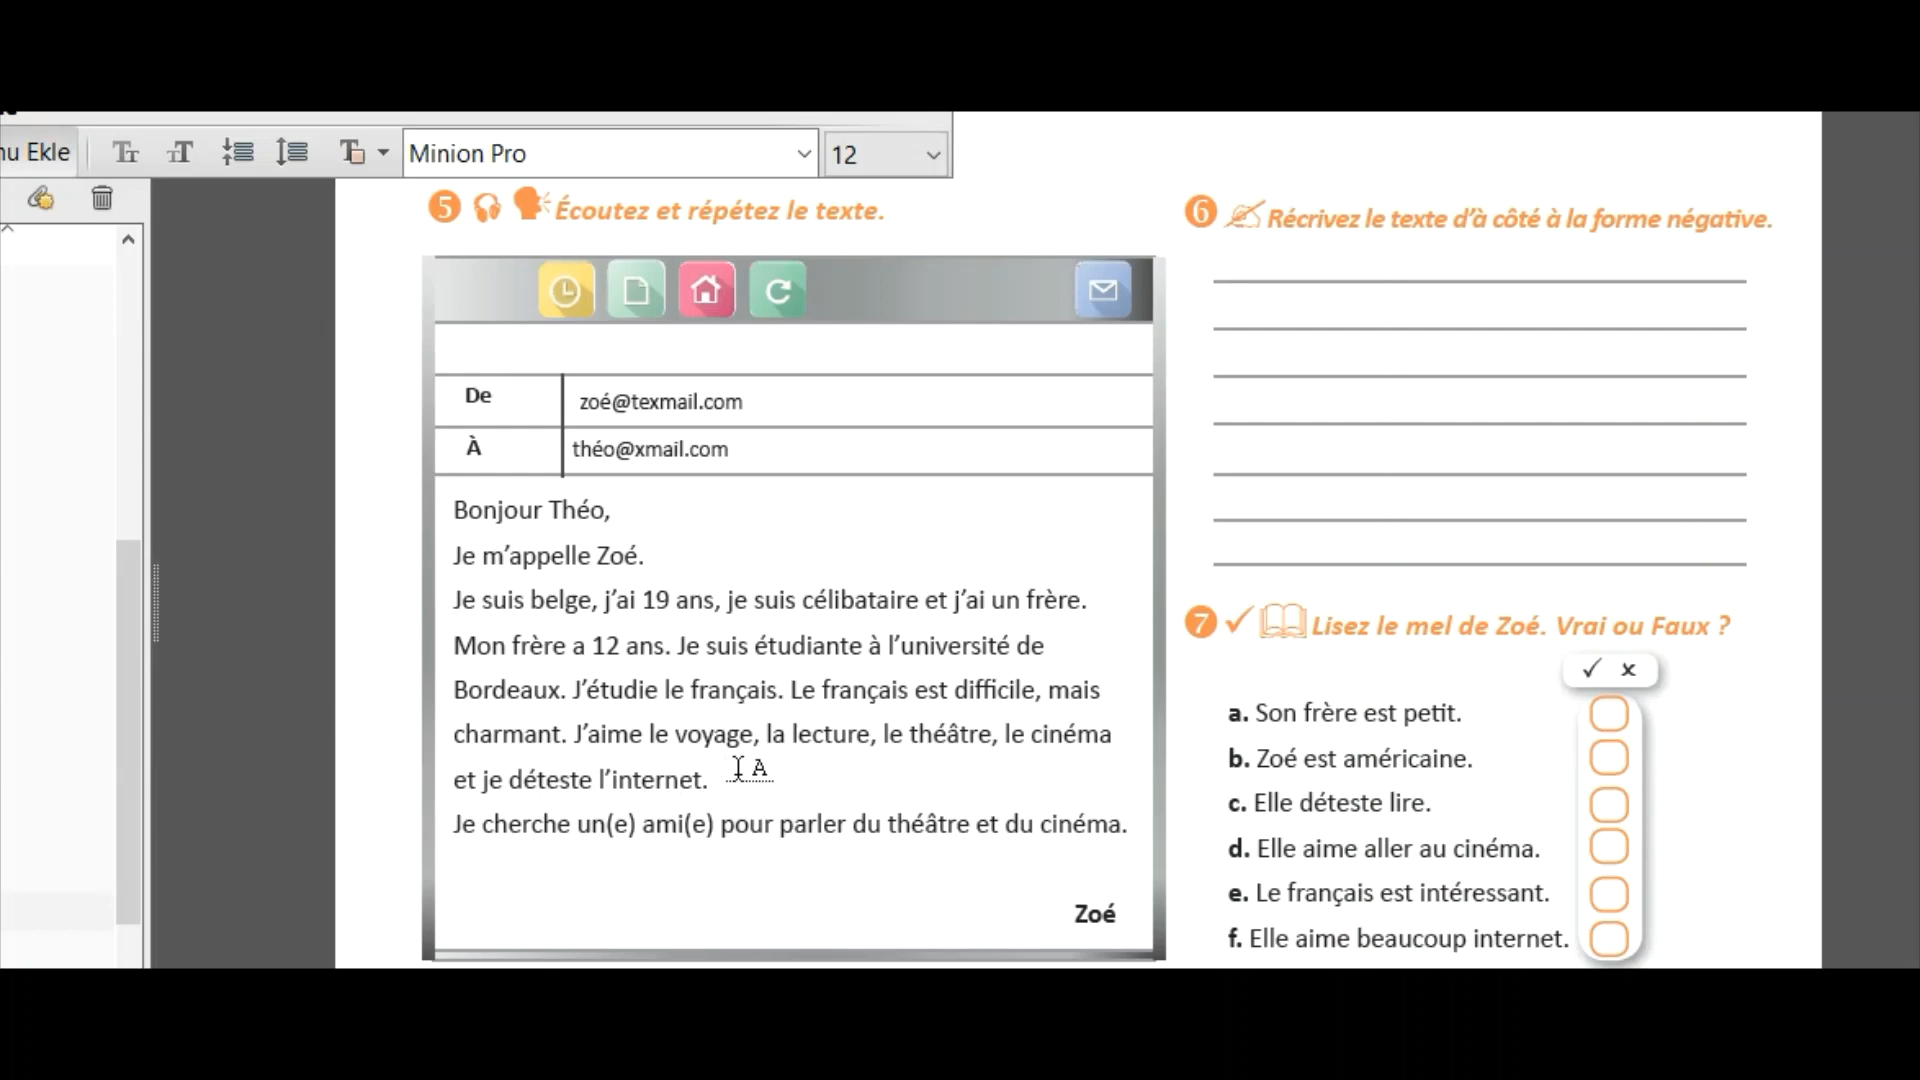 nu Ekle
Minion Pro
12
5 Écoutez et répétez le texte.
De
zoé@texmail.com
À
théo@xmail.com
Bonjour Théo,
Je m’appelle Zoé.
Je suis belge, j’ai 19 ans, je suis célibataire et j’ai un frère.
Mon frère a 12 ans. Je suis étudiante à l’université de
Bordeaux. J’étudie le français. Le français est difficile, mais
charmant. J’aime le voyage, la lecture, le théâtre, le cinéma
et je déteste l’internet.
Je cherche un(e) ami(e) pour parler du théâtre et du cinéma.
Zoé
6 Récrivez le texte d’à côté à la forme négative.
7 Lisez le mel de Zoé. Vrai ou Faux ?
✓ x
a. Son frère est petit.
b. Zoé est américaine.
c. Elle déteste lire.
d. Elle aime aller au cinéma.
e. Le français est intéressant.
f. Elle aime beaucoup internet.